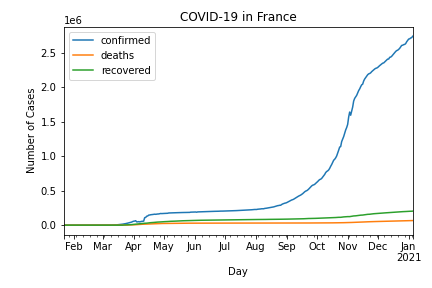 COVID-19 in France
1e6
confirmed
deaths
recovered
2.5
2.0
1.5
1.0
0.5
0.0
Number of Cases
Feb Mar Apr May Jun Jul Aug Sep Oct Nov Dec Jan
2021
Day